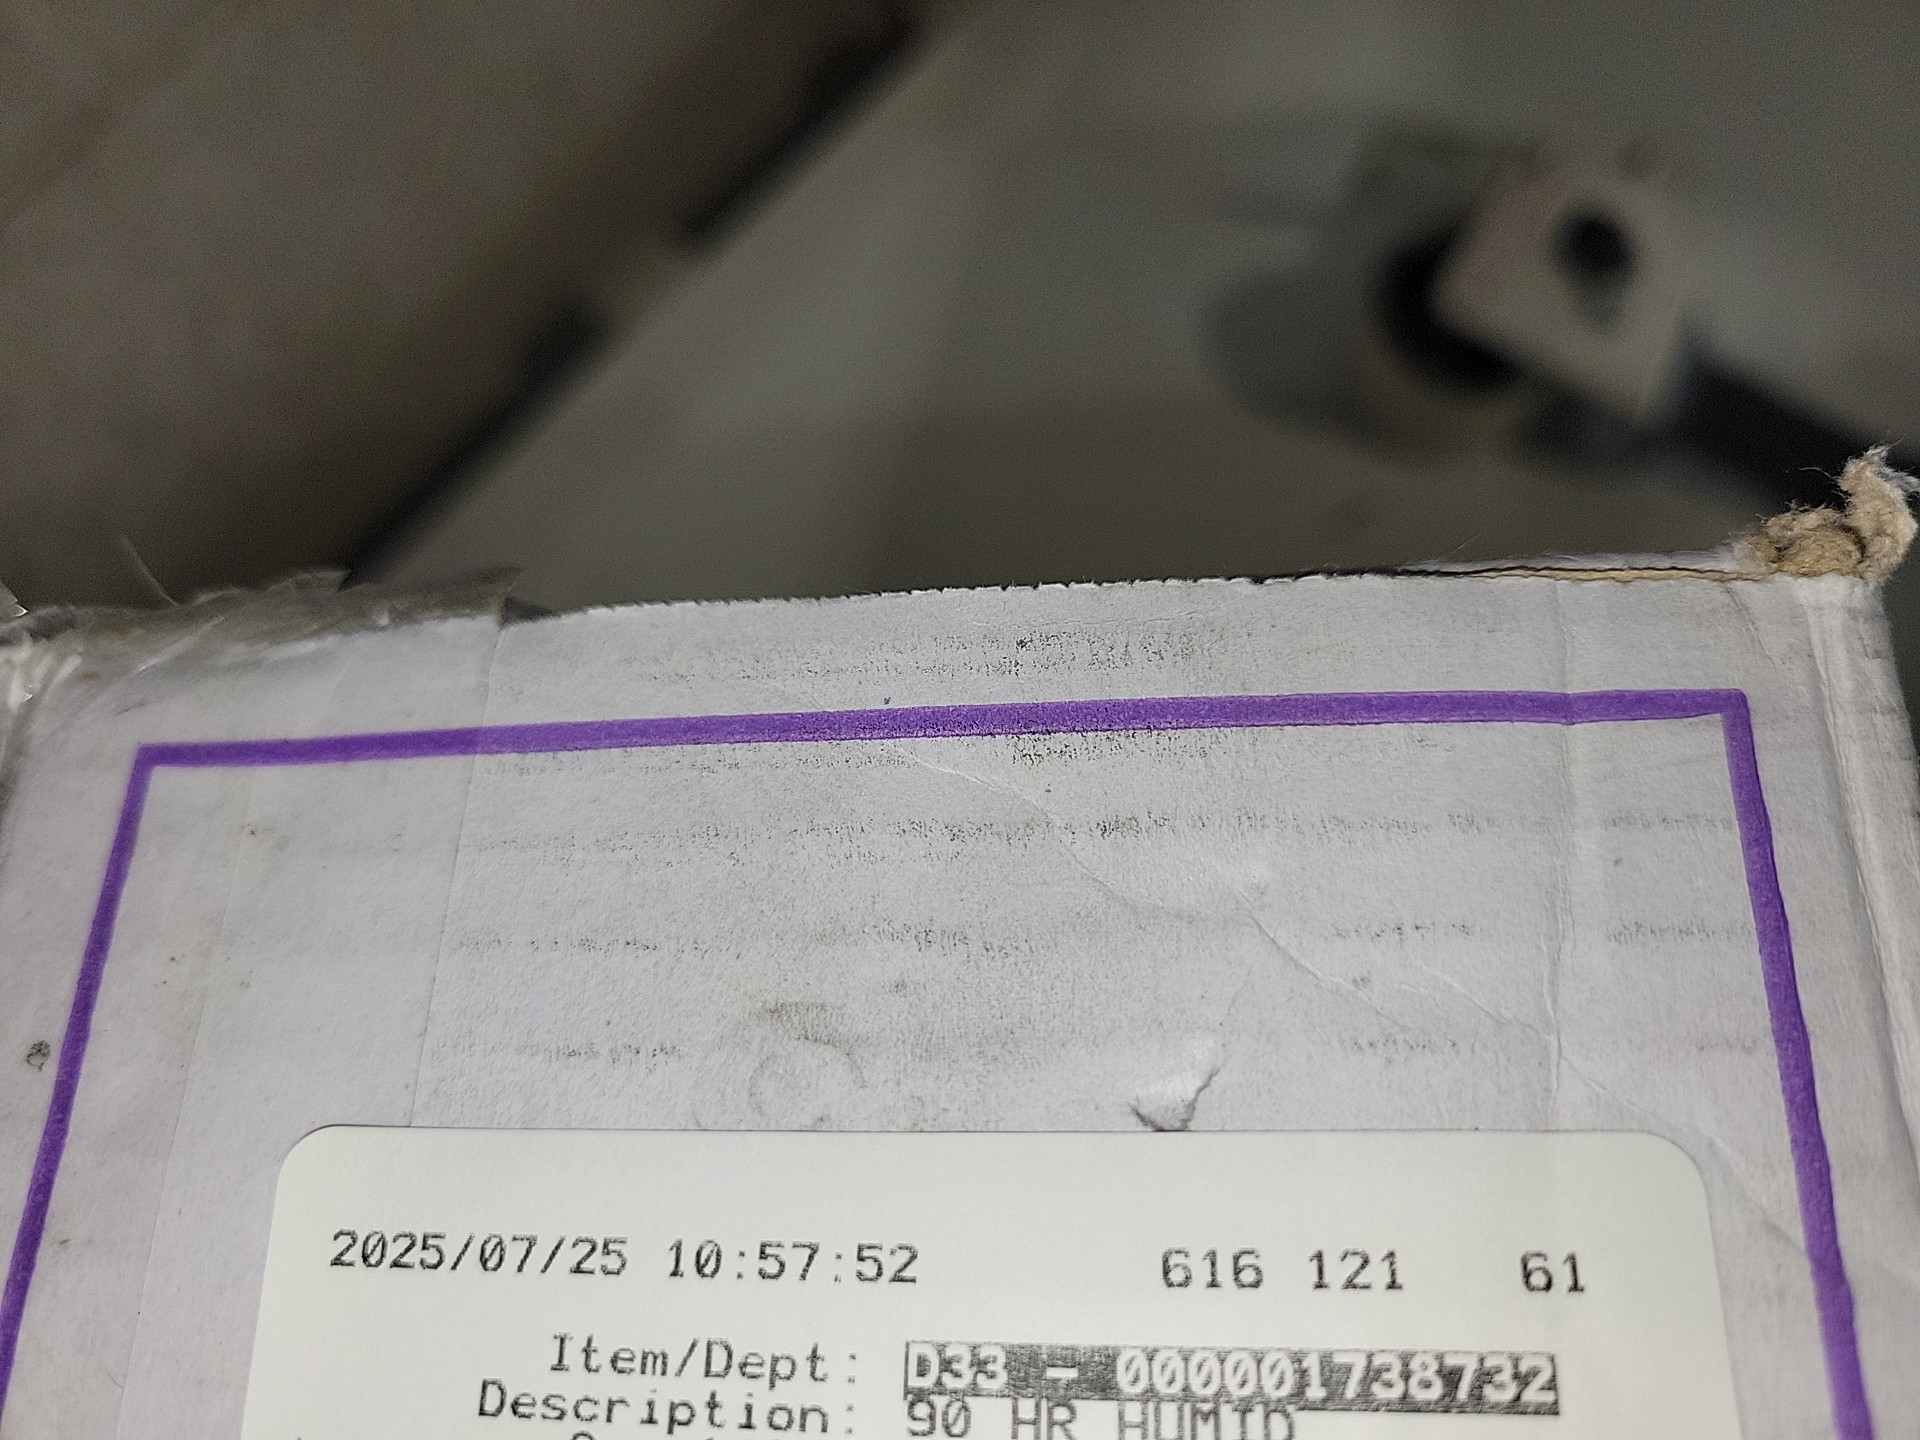 2025/07/25 10:57:52 616 121 61
Item/Dept: D33 - 000001738732
Description: 90 HR HUMID